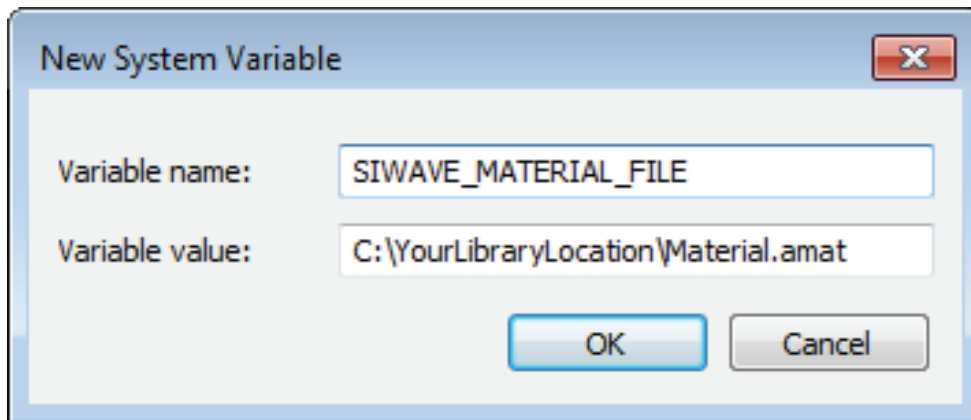 New System Variable
Variable name: SIWAVE_MATERIAL_FILE
Variable value: C:\YourLibraryLocation\Material.amat
OK Cancel